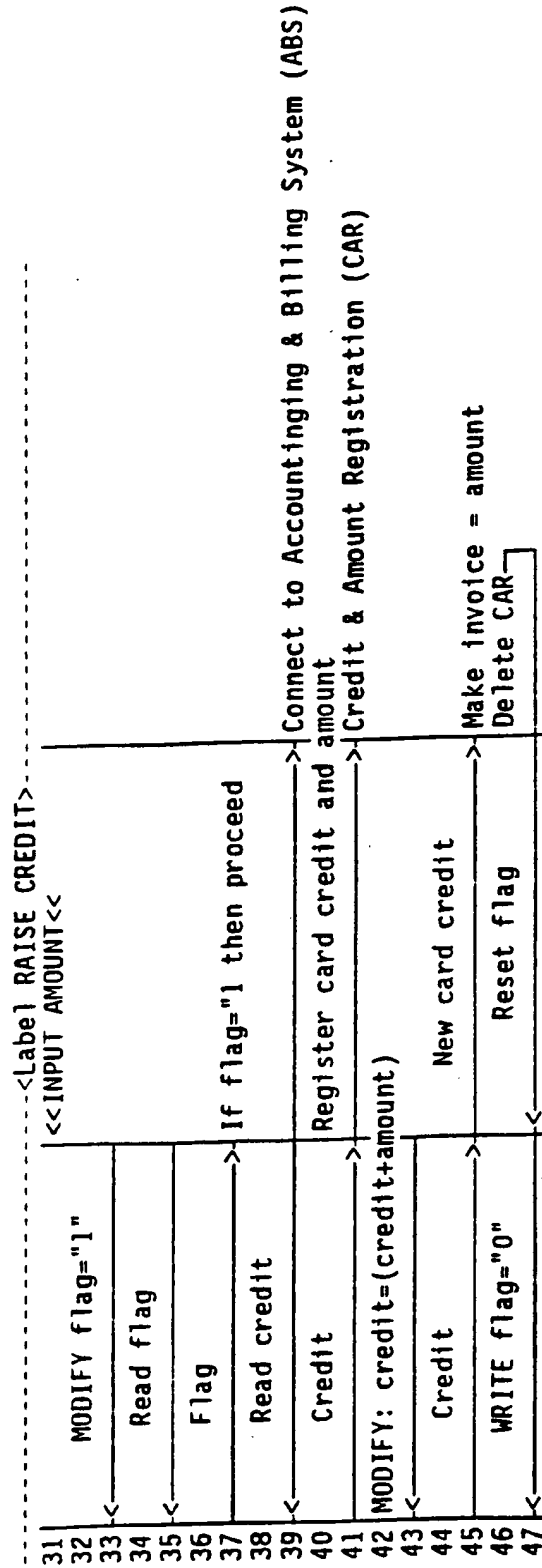 <Label RAISE CREDIT>
31 <<INPUT AMOUNT<<
32 MODIFY flag="1"
33
34 Read flag
35
36 Flag
37 If flag="1 then proceed
38 Read credit
39 Connect to Accountinging & Billing System (ABS)
40 Credit Register card credit and amount
41 Credit & Amount Registration (CAR)
42 MODIFY: credit=(credit+amount)
43
44 Credit New card credit
45 Make invoice = amount
46 WRITE flag="0" Reset flag Delete CAR
47